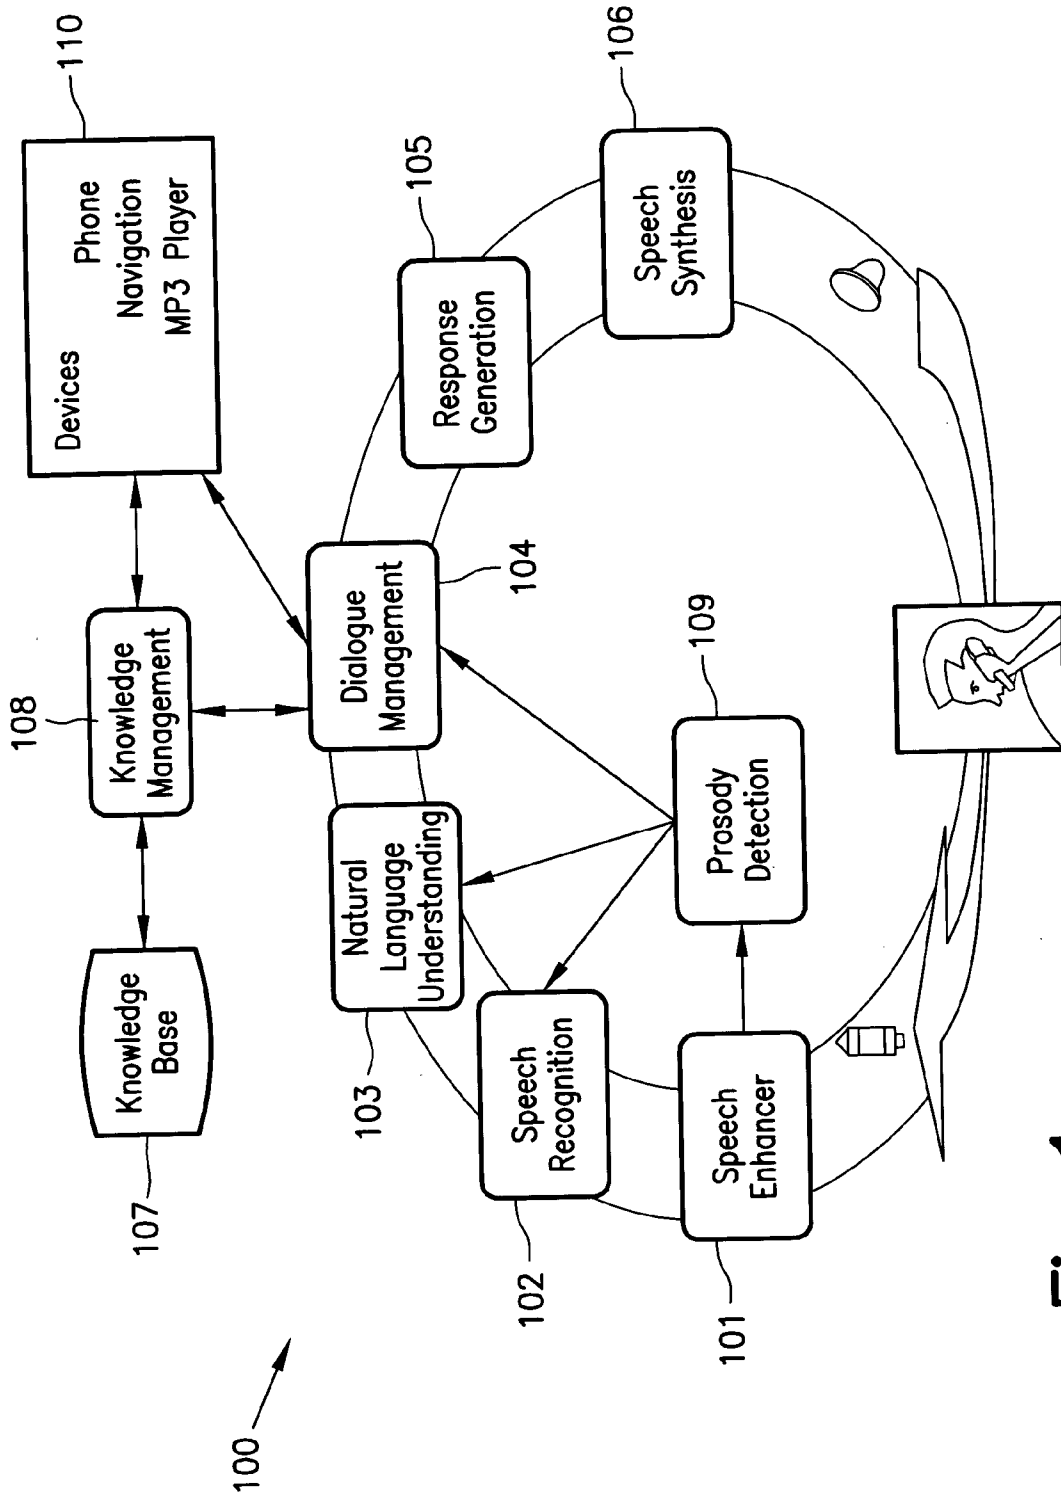 100
107
Knowledge
Base
108
Knowledge
Management
110
Devices
Phone
Navigation
MP3 Player
103
Natural
Language
Understanding
Dialogue
Management
104
105
Response
Generation
106
Speech
Synthesis
102
Speech
Recognition
101
Speech
Enhancer
109
Prosody
Detection